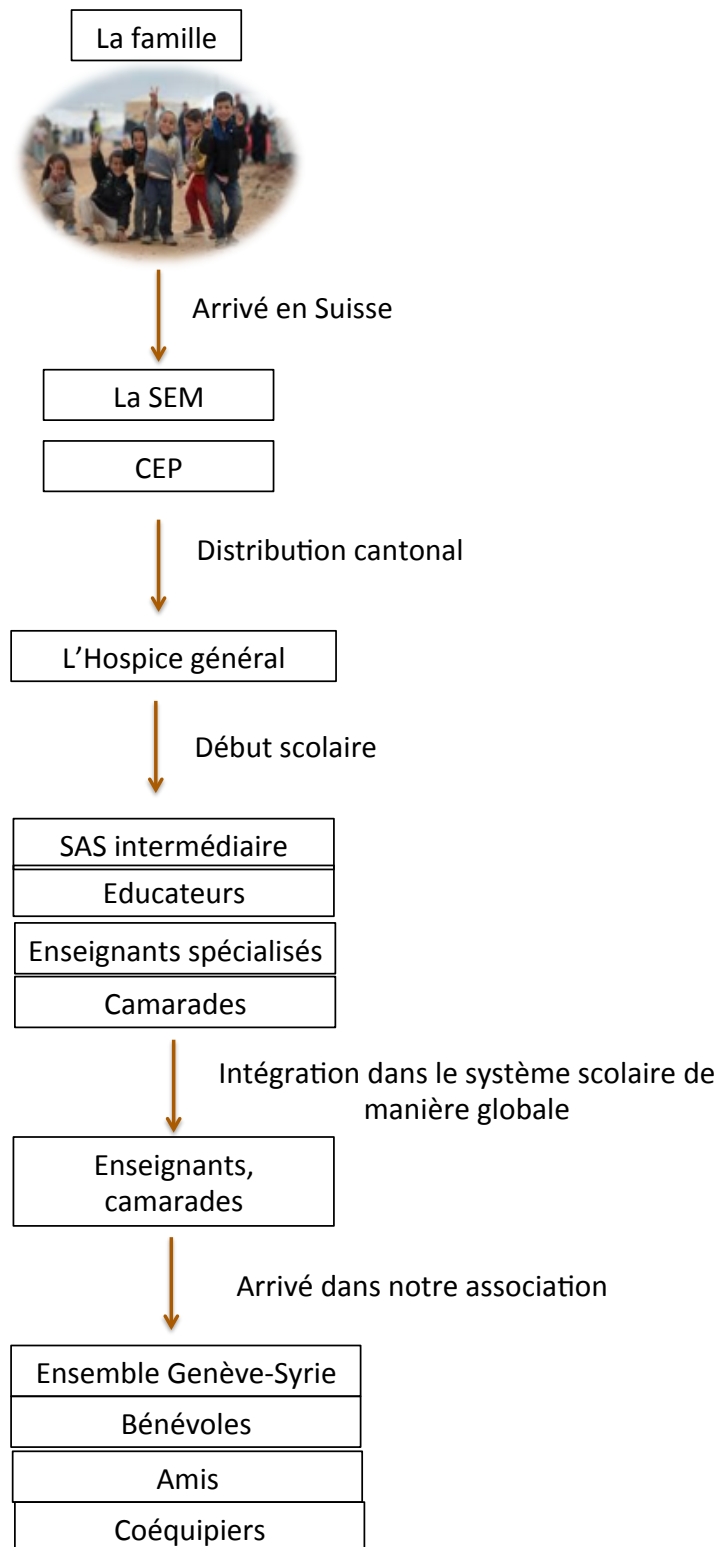 La famille
Arrivé en Suisse
La SEM
CEP
Distribution cantonal
L’Hospice général
Début scolaire
SAS intermédiaire
Educateurs
Enseignants spécialisés
Camarades
Intégration dans le système scolaire de
manière globale
Enseignants,
camarades
Arrivé dans notre association
Ensemble Genève-Syrie
Bénévoles
Amis
Coéquipiers